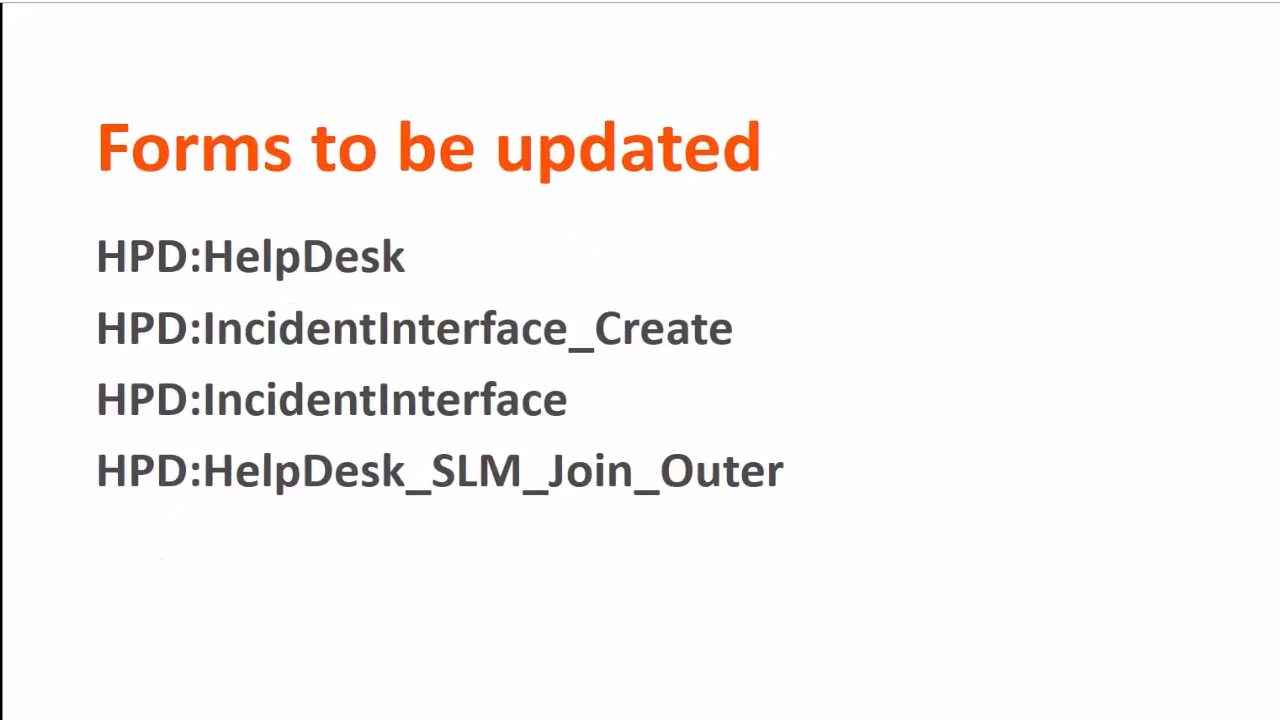 Forms to be updated
HPD:HelpDesk
HPD:IncidentInterface_Create
HPD:IncidentInterface
HPD:HelpDesk_SLM_Join_Outer